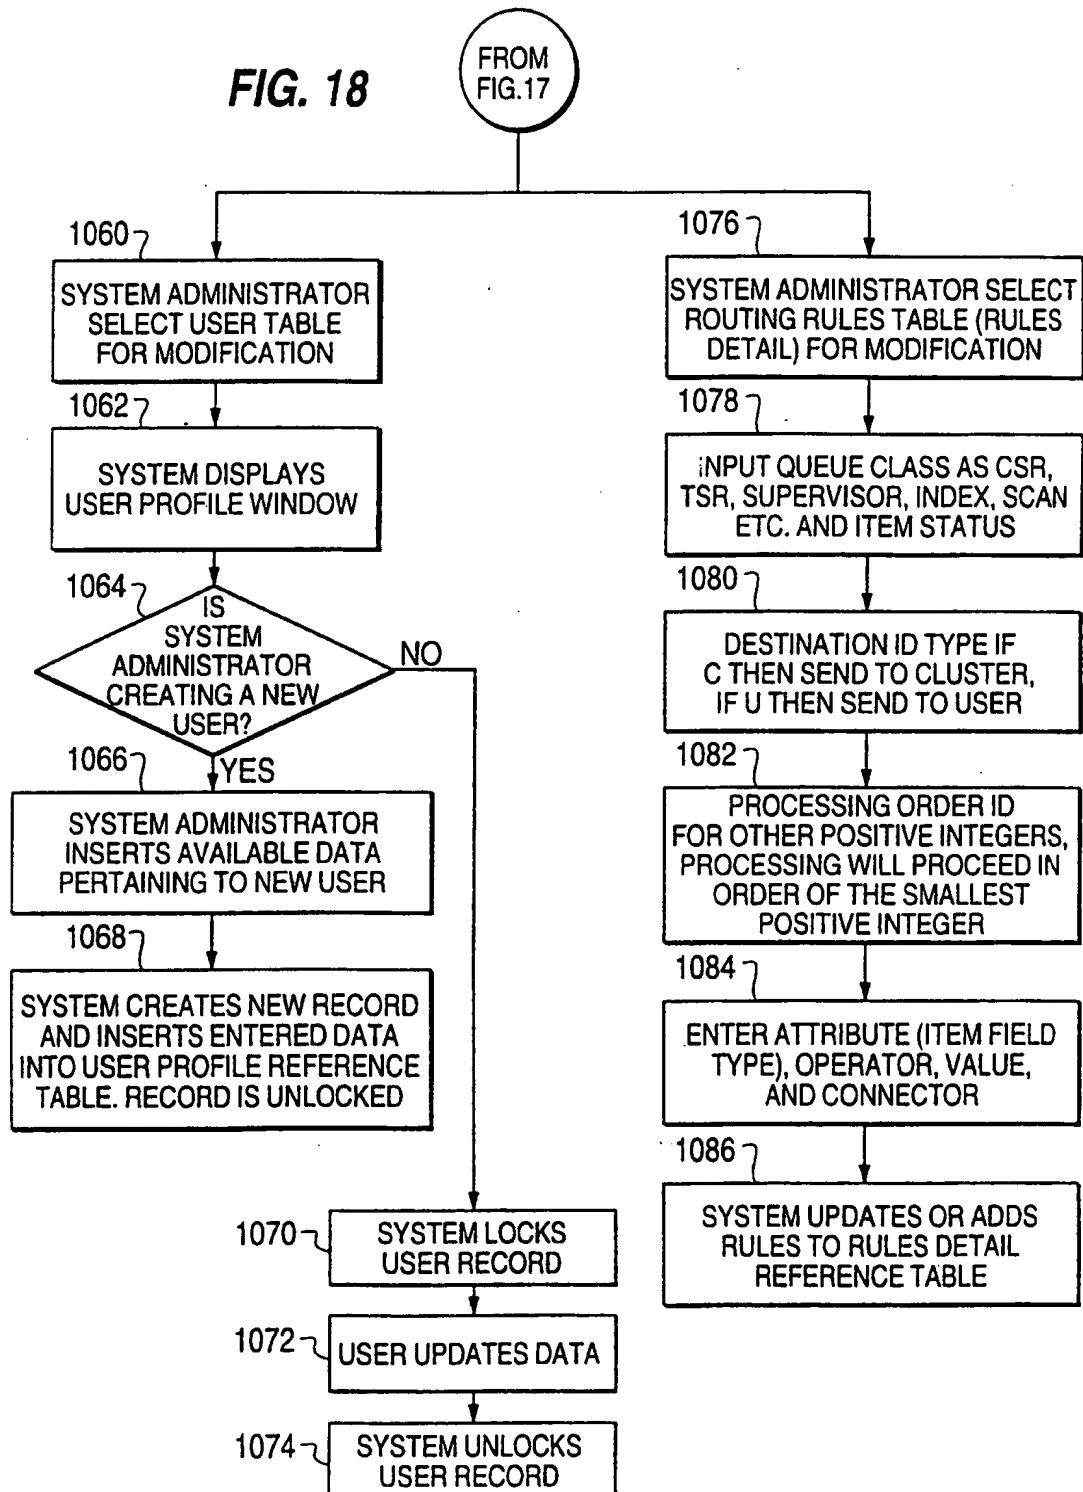 FIG. 18
FROM
FIG.17
1060
SYSTEM ADMINISTRATOR
SELECT USER TABLE
FOR MODIFICATION
1062
SYSTEM DISPLAYS
USER PROFILE WINDOW
1064
IS
SYSTEM
ADMINISTRATOR
CREATING A NEW
USER?
NO
YES
1066
SYSTEM ADMINISTRATOR
INSERTS AVAILABLE DATA
PERTAINING TO NEW USER
1068
SYSTEM CREATES NEW RECORD
AND INSERTS ENTERED DATA
INTO USER PROFILE REFERENCE
TABLE. RECORD IS UNLOCKED
1070
SYSTEM LOCKS
USER RECORD
1072
USER UPDATES DATA
1074
SYSTEM UNLOCKS
USER RECORD
1076
SYSTEM ADMINISTRATOR SELECT
ROUTING RULES TABLE (RULES
DETAIL) FOR MODIFICATION
1078
INPUT QUEUE CLASS AS CSR,
TSR, SUPERVISOR, INDEX, SCAN
ETC. AND ITEM STATUS
1080
DESTINATION ID TYPE IF
C THEN SEND TO CLUSTER,
IF U THEN SEND TO USER
1082
PROCESSING ORDER ID
FOR OTHER POSITIVE INTEGERS,
PROCESSING WILL PROCEED IN
ORDER OF THE SMALLEST
POSITIVE INTEGER
1084
ENTER ATTRIBUTE (ITEM FIELD
TYPE), OPERATOR, VALUE,
AND CONNECTOR
1086
SYSTEM UPDATES OR ADDS
RULES TO RULES DETAIL
REFERENCE TABLE